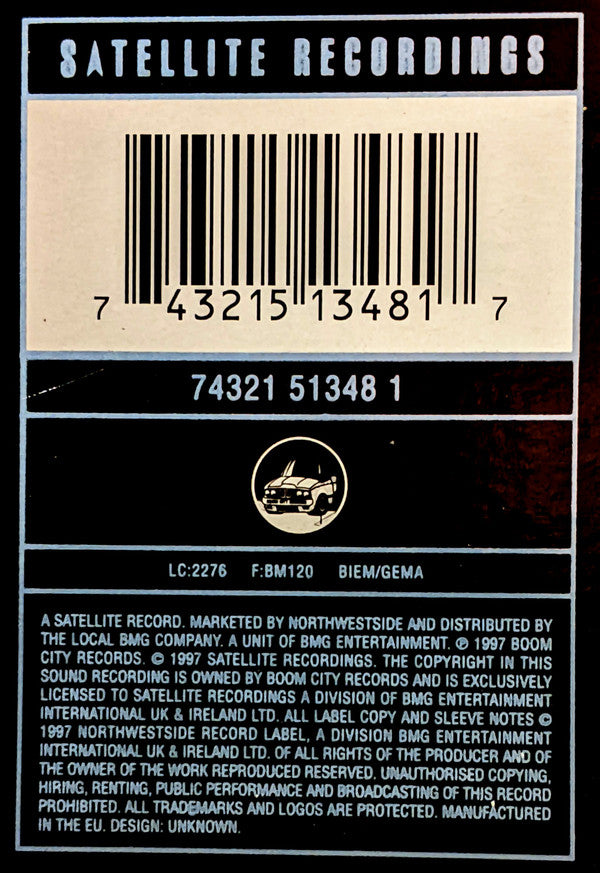 SATELLITE RECORDINGS
7 43215 13481 7
74321 51348 1
LC:2276 F:BM120 BIEM/GEMA
A SATELLITE RECORD. MARKETED BY NORTHWESTSIDE AND DISTRIBUTED BY
THE LOCAL BMG COMPANY. A UNIT OF BMG ENTERTAINMENT. ℗ 1997 BOOM
CITY RECORDS. © 1997 SATELLITE RECORDINGS. THE COPYRIGHT IN THIS
SOUND RECORDING IS OWNED BY BOOM CITY RECORDS AND IS EXCLUSIVELY
LICENSED TO SATELLITE RECORDINGS A DIVISION OF BMG ENTERTAINMENT
INTERNATIONAL UK & IRELAND LTD. ALL LABEL COPY AND SLEEVE NOTES ©
1997 NORTHWESTSIDE RECORD LABEL, A DIVISION BMG ENTERTAINMENT
INTERNATIONAL UK & IRELAND LTD. OF ALL RIGHTS OF THE PRODUCER AND OF
THE OWNER OF THE WORK REPRODUCED RESERVED. UNAUTHORISED COPYING,
HIRING, RENTING, PUBLIC PERFORMANCE AND BROADCASTING OF THIS RECORD
PROHIBITED. ALL TRADEMARKS AND LOGOS ARE PROTECTED. MANUFACTURED
IN THE EU. DESIGN: UNKNOWN.